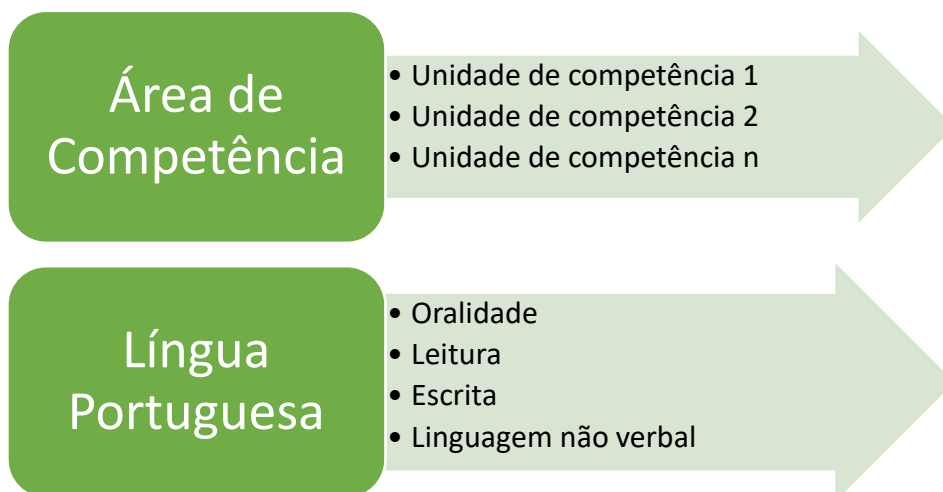 Área de
Competência
• Unidade de competência 1
• Unidade de competência 2
• Unidade de competência n
Língua
Portuguesa
• Oralidade
• Leitura
• Escrita
• Linguagem não verbal